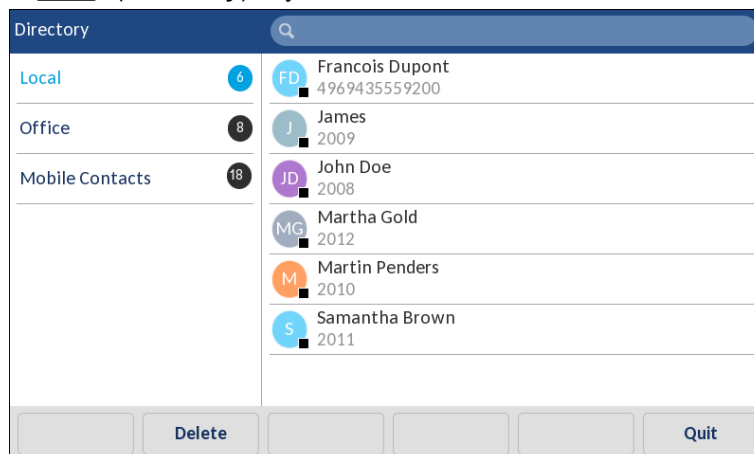 Directory
Local 6
Office 8
Mobile Contacts 18
FD Francois Dupont
4969435559200
J James
2009
JD John Doe
2008
MG Martha Gold
2012
M Martin Penders
2010
S Samantha Brown
2011
Delete Quit